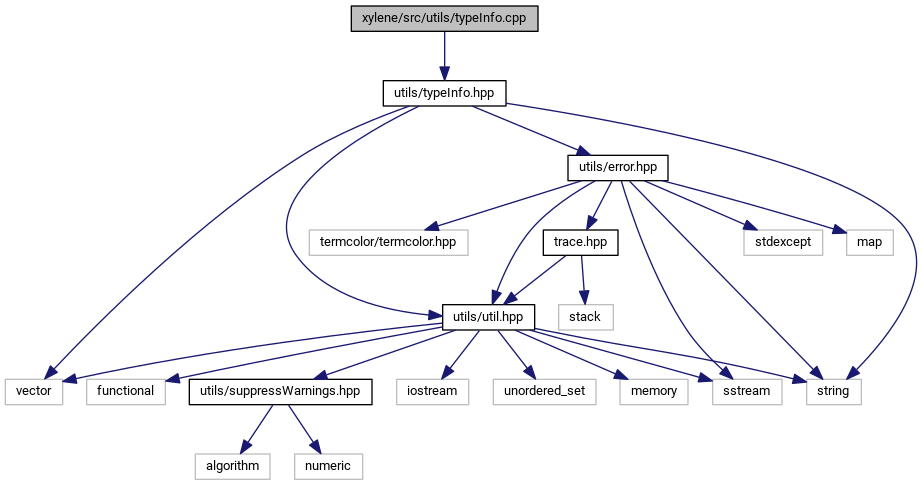 xylene/src/utils/typeInfo.cpp
utils/typeInfo.hpp
utils/error.hpp
termcolor/termcolor.hpp
trace.hpp
stdexcept
map
utils/util.hpp
stack
vector
functional
utils/suppressWarnings.hpp
iostream
unordered_set
memory
sstream
string
algorithm
numeric